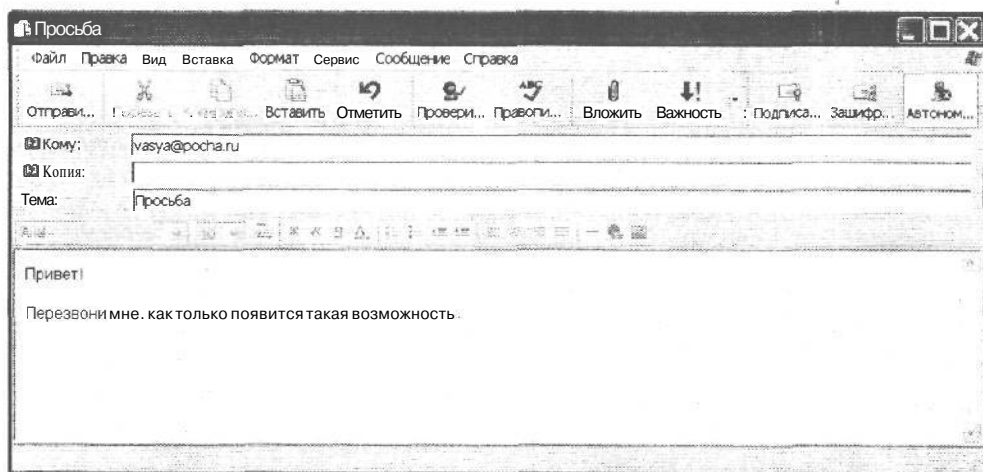 Просьба
Файл Правка Вид Вставка Формат Сервис Сообщение Справка
Отправи... Вставить Отметить Провери... Правопи... Вложить Важность Подписа... Зашифр... Автоном...
Кому: vasya@pocha.ru
Копия:
Тема: Просьба
Привет!
Перезвони мне. как только появится такая возможность.